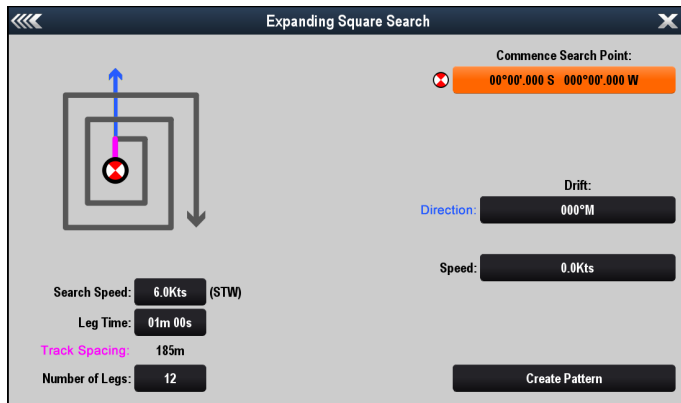 Expanding Square Search
Commence Search Point:
00°00'.000 S 000°00'.000 W
Drift:
Direction: 000°M
Speed: 0.0Kts
Search Speed: 6.0Kts (STW)
Leg Time: 01m 00s
Track Spacing: 185m
Number of Legs: 12
Create Pattern